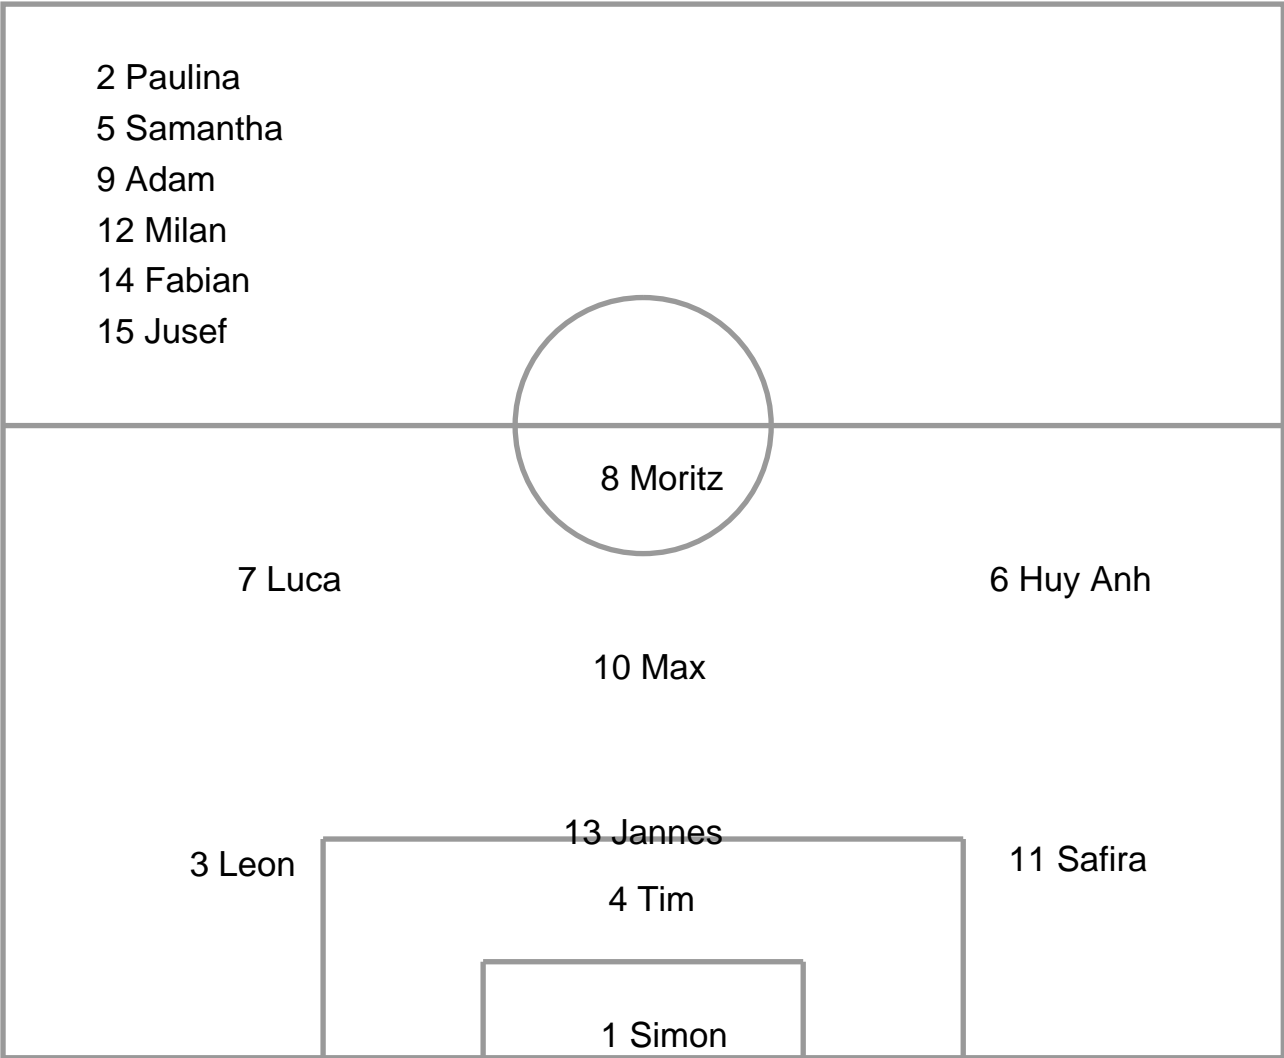 2 Paulina
5 Samantha
9 Adam
12 Milan
14 Fabian
15 Jusef
8 Moritz
7 Luca
6 Huy Anh
10 Max
13 Jannes
3 Leon
11 Safira
4 Tim
1 Simon